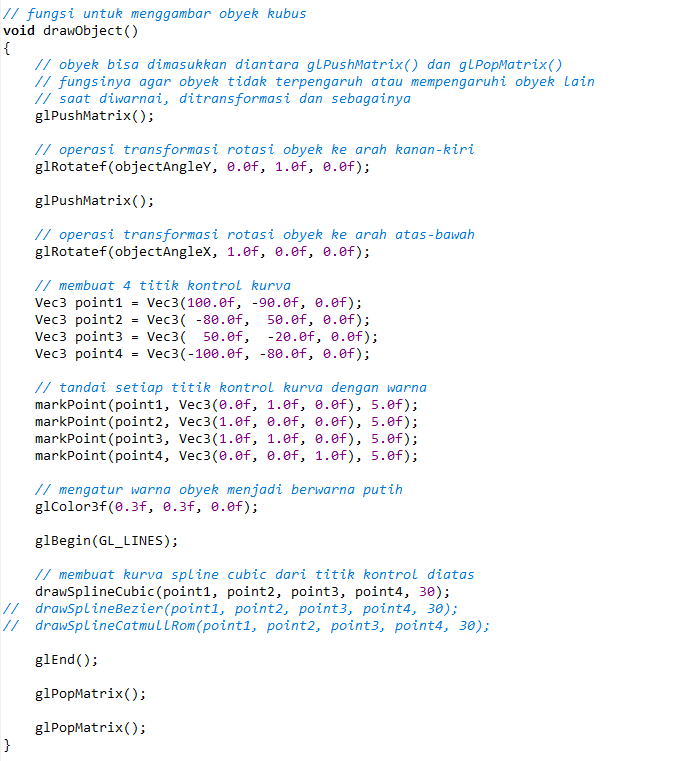 // fungsi untuk menggambar obyek kubus
void drawObject()
{
    // obyek bisa dimasukkan diantara glPushMatrix() dan glPopMatrix()
    // fungsinya agar obyek tidak terpengaruh atau mempengaruhi obyek lain
    // saat diwarnai, ditransformasi dan sebagainya
    glPushMatrix();

    // operasi transformasi rotasi obyek ke arah kanan-kiri
    glRotatef(objectAngleY, 0.0f, 1.0f, 0.0f);

    glPushMatrix();

    // operasi transformasi rotasi obyek ke arah atas-bawah
    glRotatef(objectAngleX, 1.0f, 0.0f, 0.0f);

    // membuat 4 titik kontrol kurva
    Vec3 point1 = Vec3(100.0f, -90.0f, 0.0f);
    Vec3 point2 = Vec3( -80.0f,  50.0f, 0.0f);
    Vec3 point3 = Vec3(  50.0f,  -20.0f, 0.0f);
    Vec3 point4 = Vec3(-100.0f, -80.0f, 0.0f);

    // tandai setiap titik kontrol kurva dengan warna
    markPoint(point1, Vec3(0.0f, 1.0f, 0.0f), 5.0f);
    markPoint(point2, Vec3(1.0f, 0.0f, 0.0f), 5.0f);
    markPoint(point3, Vec3(1.0f, 1.0f, 0.0f), 5.0f);
    markPoint(point4, Vec3(0.0f, 0.0f, 1.0f), 5.0f);

    // mengatur warna obyek menjadi berwarna putih
    glColor3f(0.3f, 0.3f, 0.0f);

    glBegin(GL_LINES);

    // membuat kurva spline cubic dari titik kontrol diatas
    drawSplineCubic(point1, point2, point3, point4, 30);
//  drawSplineBezier(point1, point2, point3, point4, 30);
//  drawSplineCatmullRom(point1, point2, point3, point4, 30);

    glEnd();

    glPopMatrix();

    glPopMatrix();
}